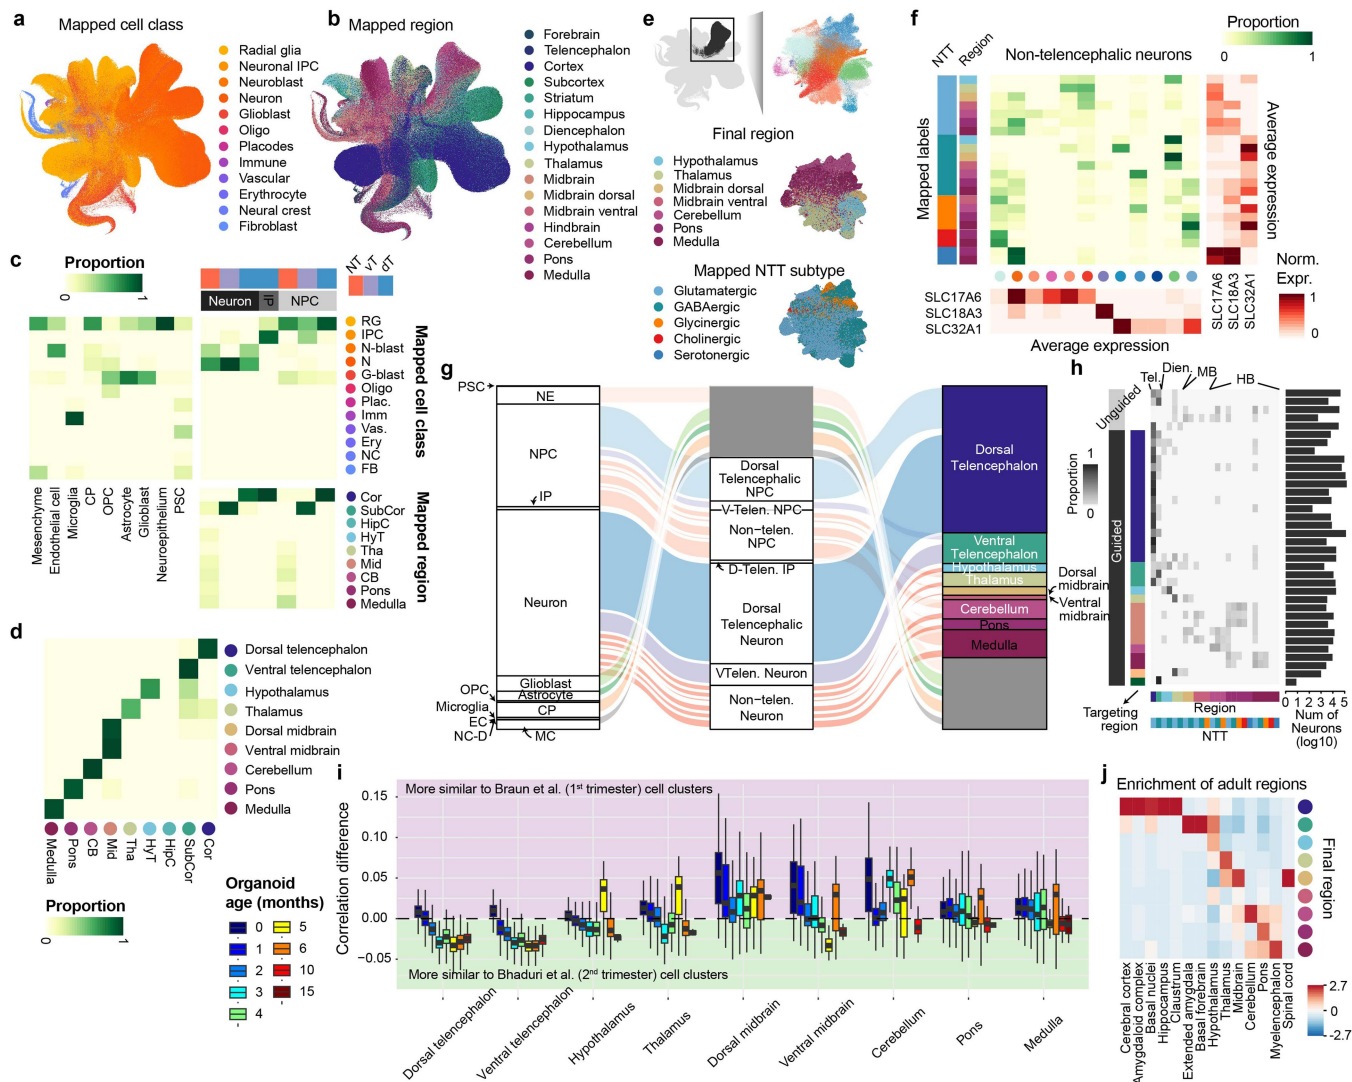 a
Mapped cell class
Radial glia
Neuronal IPC
Neuroblast
Neuron
Glioblast
Oligo
Placodes
Immune
Vascular
Erythrocyte
Neural crest
Fibroblast
b
Mapped region
Forebrain
Telencephalon
Cortex
Subcortex
Striatum
Hippocampus
Diencephalon
Hypothalamus
Thalamus
Midbrain
Midbrain dorsal
Midbrain ventral
Hindbrain
Cerebellum
Pons
Medulla
c
Proportion
0
1
NT
vT
dT
Neuron
IP
NPC
RG
IPC
N-blast
N
G-blast
Oligo
Plac.
Imm
Vas.
Ery
NC
FB
Mapped cell class
Cor
SubCor
HipC
HyT
Tha
Mid
CB
Pons
Medulla
Mapped region
Mesenchyme
Endothelial cell
Microglia
CP
OPC
Astrocyte
Glioblast
Neuroepithelium
PSC
d
Dorsal telencephalon
Ventral telencephalon
Hypothalamus
Thalamus
Dorsal midbrain
Ventral midbrain
Cerebellum
Pons
Medulla
Medulla
Pons
CB
Mid
Tha
HyT
HipC
SubCor
Cor
Proportion
0
1
Organoid
age (months)
0
1
2
3
4
5
6
10
15
e
Final region
Hypothalamus
Thalamus
Midbrain dorsal
Midbrain ventral
Cerebellum
Pons
Medulla
Mapped NTT subtype
Glutamatergic
GABAergic
Glycinergic
Cholinergic
Serotonergic
f
NTT
Region
Non-telencephalic neurons
Proportion
0
1
Mapped labels
Average expression
SLC17A6
SLC18A3
SLC32A1
Average expression
SLC17A6
SLC18A3
SLC32A1
Norm.
Expr.
1
0
g
PSC
NE
NPC
IP
Neuron
Glioblast
OPC
Astrocyte
Microglia
CP
EC
NC-D
MC
Dorsal
Telencephalic
NPC
V-Telen. NPC
Non-telen.
NPC
D-Telen. IP
Dorsal
Telencephalic
Neuron
VTelen. Neuron
Non-telen.
Neuron
Dorsal
Telencephalon
Ventral
Telencephalon
Hypothalamus
Thalamus
Dorsal
midbrain
Ventral
midbrain
Cerebellum
Pons
Medulla
h
Tel.
Dien.
MB
HB
Unguided
Guided
1
Proportion
0
Targeting
region
Region
NTT
0 1 2 3 4 5
Num of
Neurons
(log10)
i
More similar to Braun et al. (1st trimester) cell clusters
0.15
0.10
0.05
0.00
−0.05
Correlation difference
More similar to Bhaduri et al. (2nd trimester) cell clusters
Dorsal telencephalon
Ventral telencephalon
Hypothalamus
Thalamus
Dorsal midbrain
Ventral midbrain
Cerebellum
Pons
Medulla
j
Enrichment of adult regions
Final region
Cerebral cortex
Amygdaloid complex
Basal nuclei
Hippocampus
Claustrum
Extended amygdala
Basal forebrain
Hypothalamus
Thalamus
Midbrain
Cerebellum
Pons
Myelencephalon
Spinal cord
2.7
0
-2.7